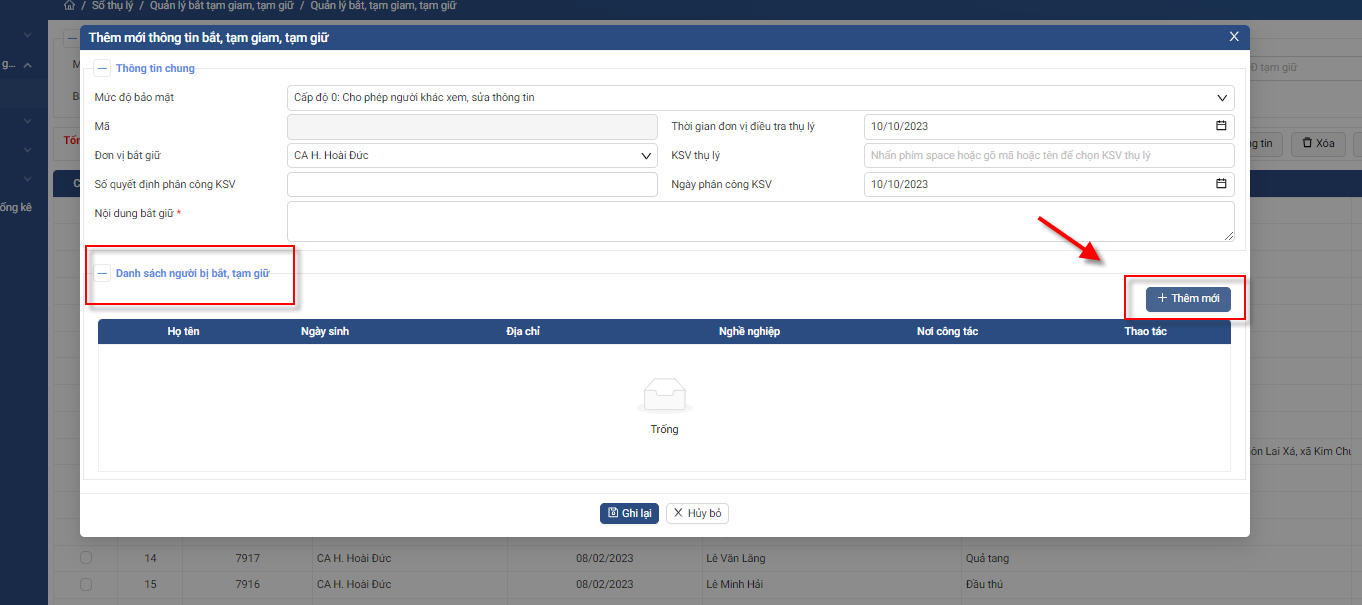 / Sổ thụ lý / Quản lý bắt tạm giam, tạm giữ / Quản lý bắt, tạm giam, tạm giữ
Thêm mới thông tin bắt, tạm giam, tạm giữ
g...
Thông tin chung
Đ tạm giữ
Mức độ bảo mật
Cấp độ 0: Cho phép người khác xem, sửa thông tin
Mã
Thời gian đơn vị điều tra thụ lý
10/10/2023
Đơn vị bắt giữ
CA H. Hoài Đức
KSV thụ lý
Nhấn phím space hoặc gõ mã hoặc tên để chọn KSV thụ lý
g tin
Xóa
Số quyết định phân công KSV
Ngày phân công KSV
10/10/2023
Nội dung bắt giữ *
ống kê
Danh sách người bị bắt, tạm giữ
+ Thêm mới
Họ tên
Ngày sinh
Địa chỉ
Nghề nghiệp
Nơi công tác
Thao tác
Trống
ôn Lai Xá, xã Kim Chu
Ghi lại
Hủy bỏ
14
7917
CA H. Hoài Đức
08/02/2023
Lê Văn Lăng
Quả tang
15
7916
CA H. Hoài Đức
08/02/2023
Lê Minh Hải
Đầu thú